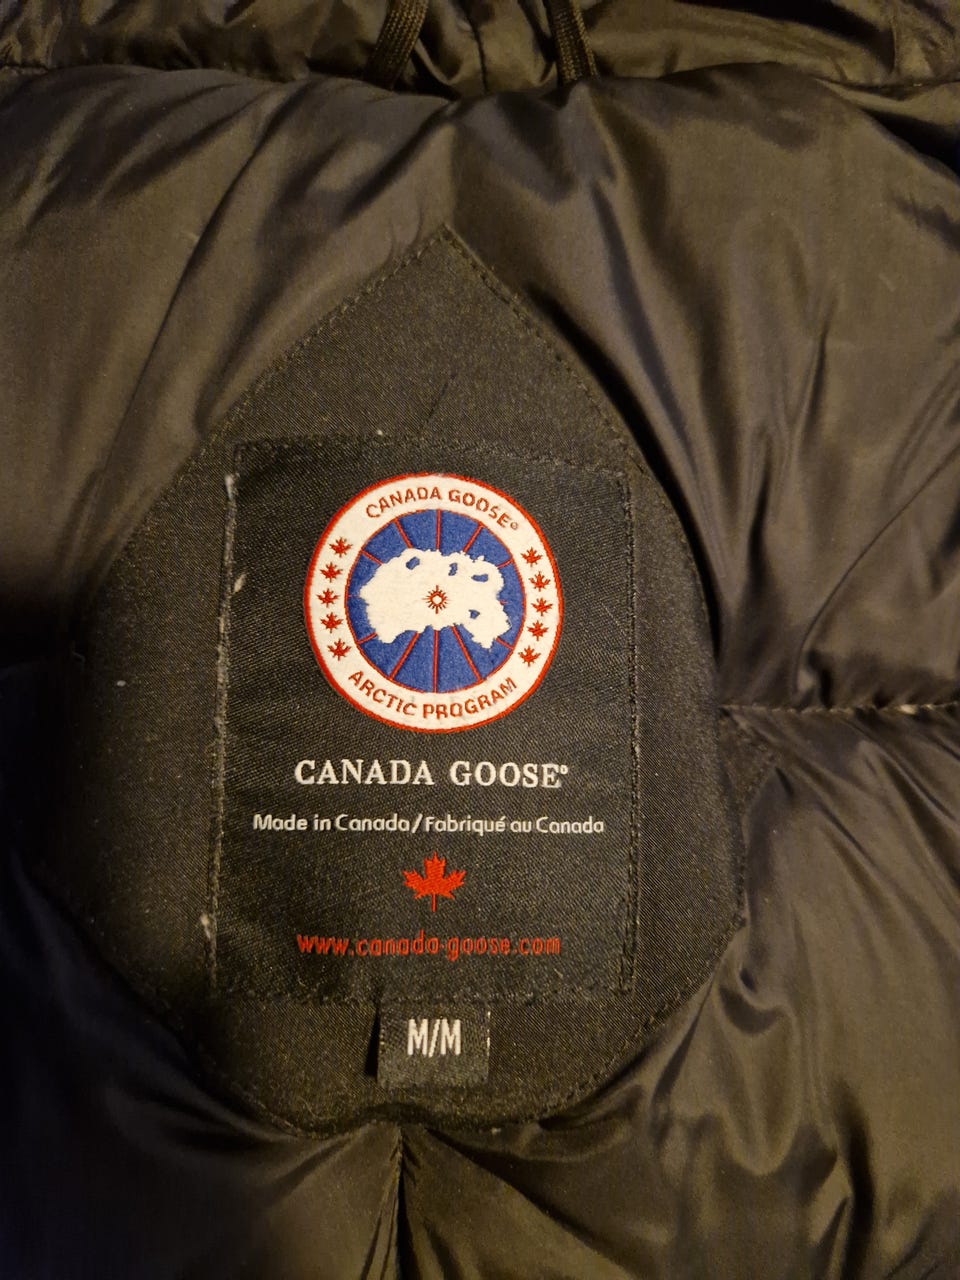 CANADA GOOSE®
ARCTIC PROGRAM
CANADA GOOSE®
Made in Canada/Fabriqué au Canada
www.canada-goose.com
M/M